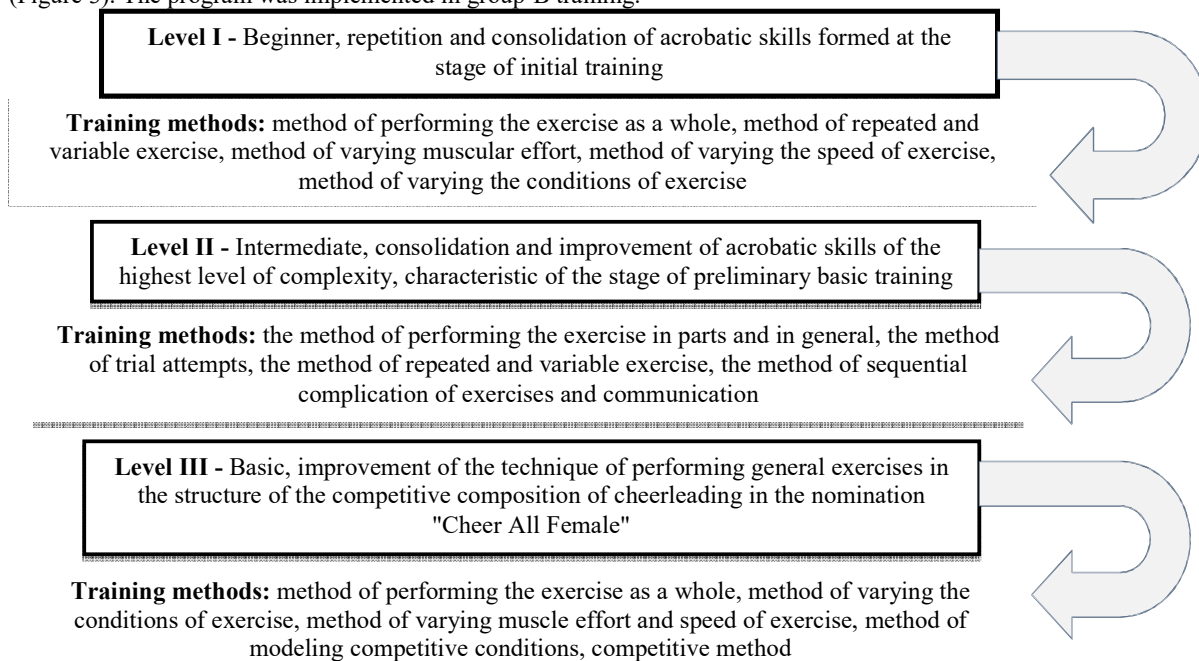 (Figure 3). The program was implemented in group B training.
Level I - Beginner, repetition and consolidation of acrobatic skills formed at the
stage of initial training
Training methods: method of performing the exercise as a whole, method of repeated and
variable exercise, method of varying muscular effort, method of varying the speed of exercise,
method of varying the conditions of exercise
Level II - Intermediate, consolidation and improvement of acrobatic skills of the
highest level of complexity, characteristic of the stage of preliminary basic training
Training methods: the method of performing the exercise in parts and in general, the method
of trial attempts, the method of repeated and variable exercise, the method of sequential
complication of exercises and communication
Level III - Basic, improvement of the technique of performing general exercises in
the structure of the competitive composition of cheerleading in the nomination
"Cheer All Female"
Training methods: method of performing the exercise as a whole, method of varying the
conditions of exercise, method of varying muscle effort and speed of exercise, method of
modeling competitive conditions, competitive method